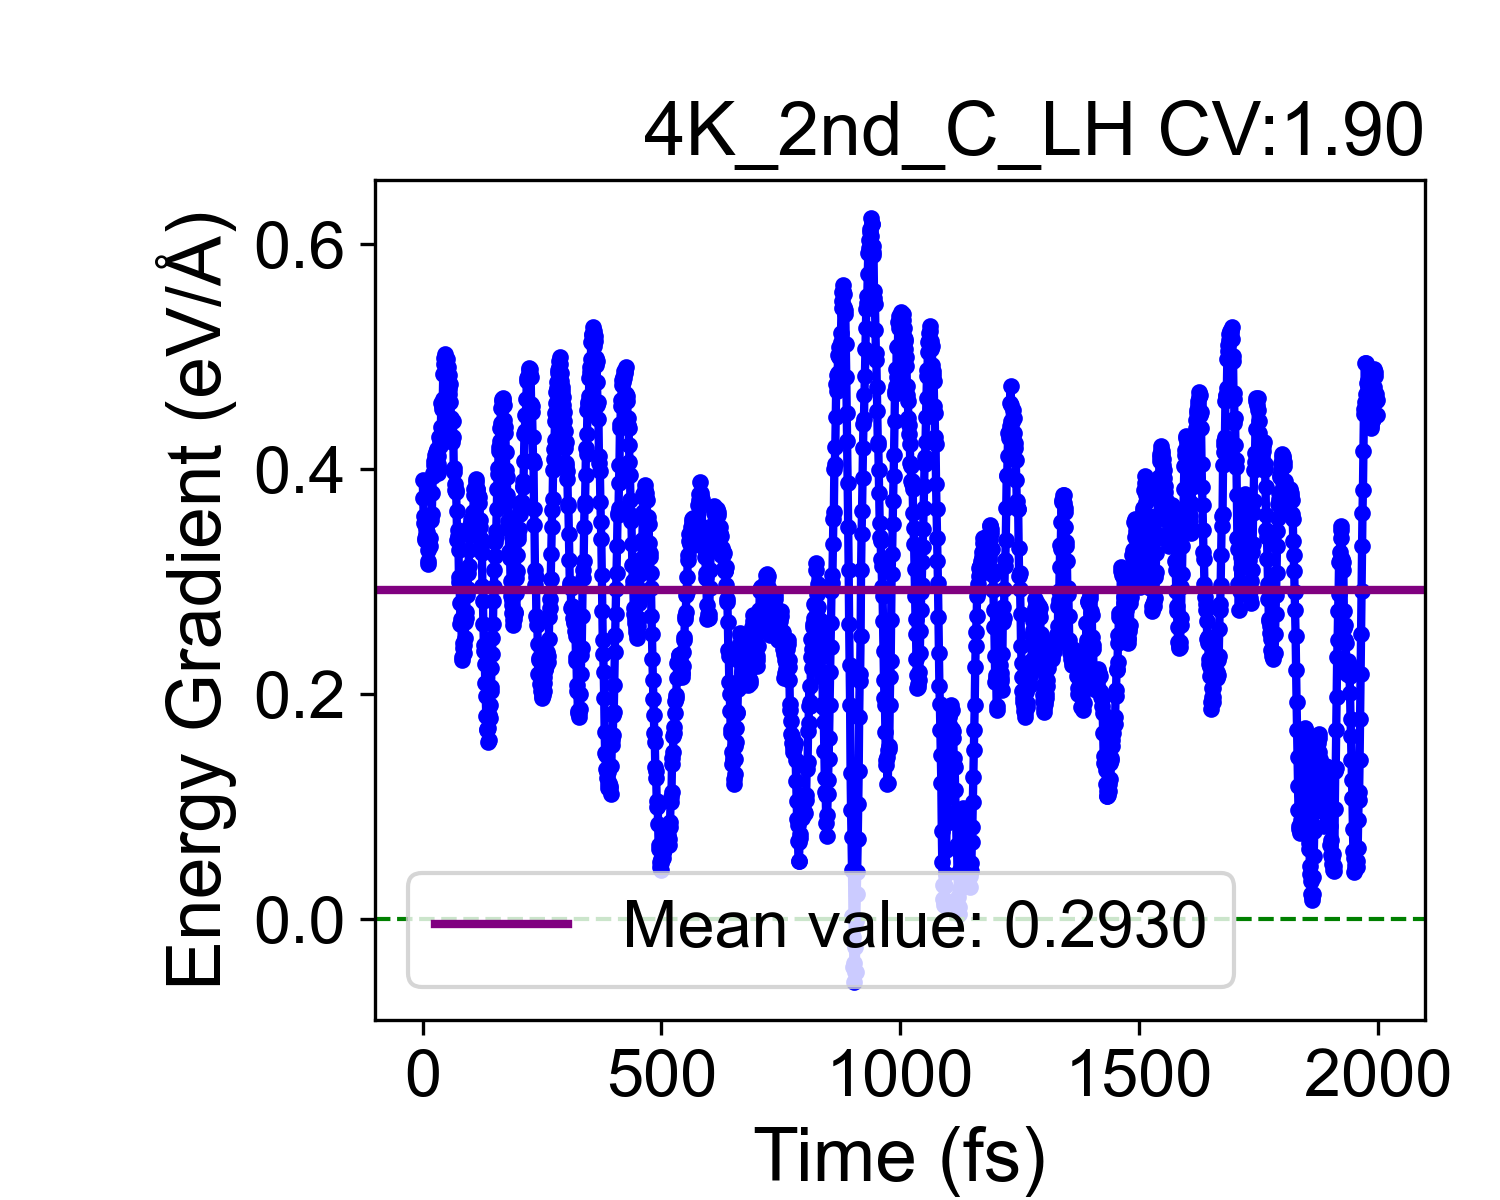 4K_2nd_C_LH CV:1.90
Energy Gradient (eV/Å)
0.6
0.4
0.2
0.0
Mean value: 0.2930
0 500 1000 1500 2000
Time (fs)